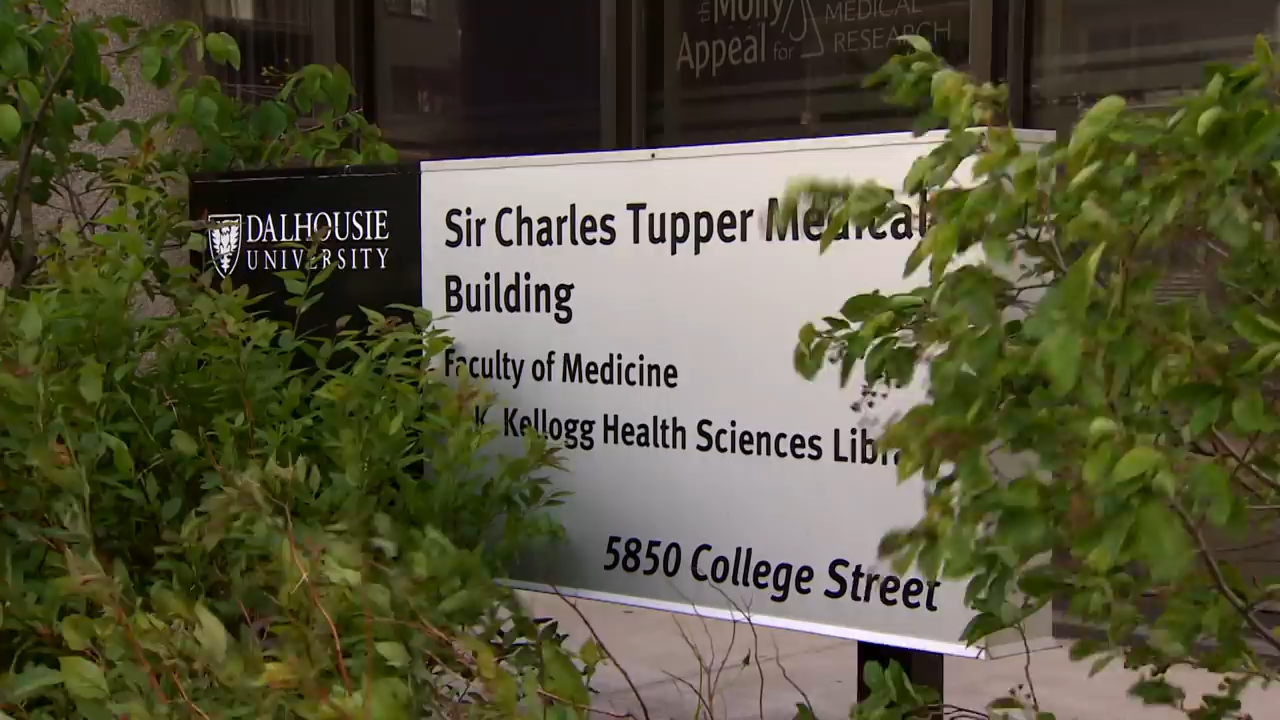 Molly
MEDICAL
Appeal for
RESEARCH
DALHOUSIE
UNIVERSITY
Sir Charles Tupper Medical
Building
Faculty of Medicine
K. Kellogg Health Sciences
5850 College Street